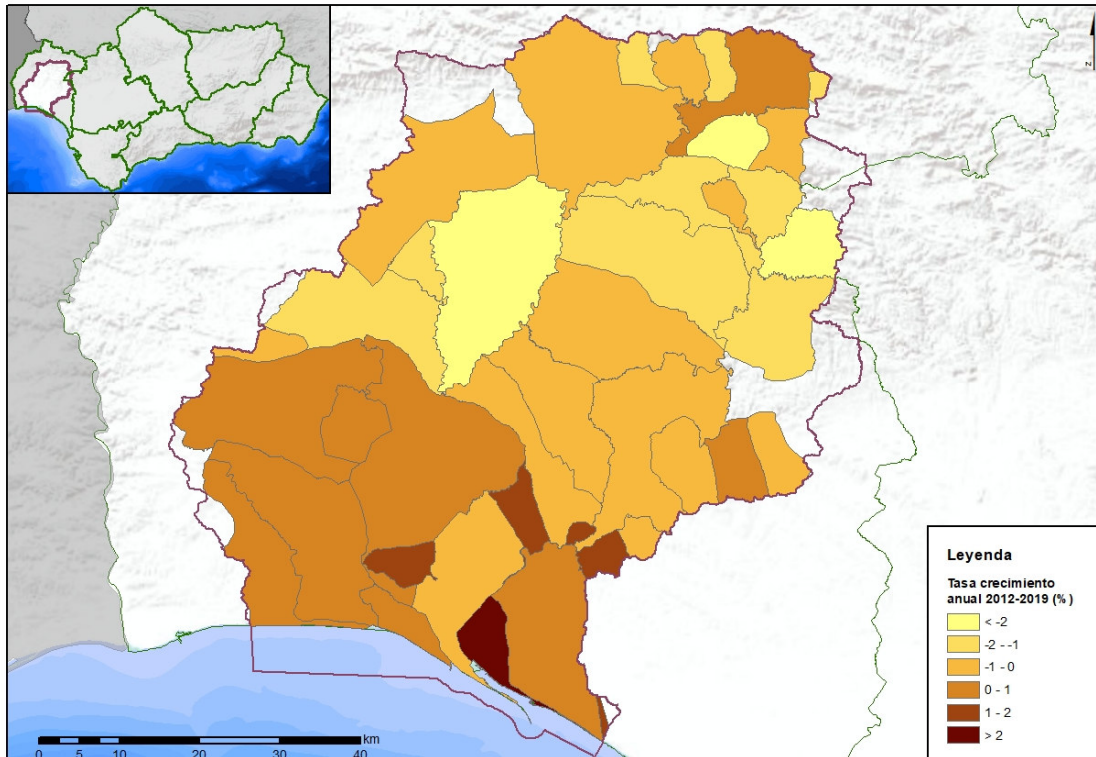 z
Leyenda
Tasa crecimiento
anual 2012-2019 (%)
< -2
-2 - -1
-1 - 0
0 - 1
1 - 2
> 2
km
0 5 10 20 30 40